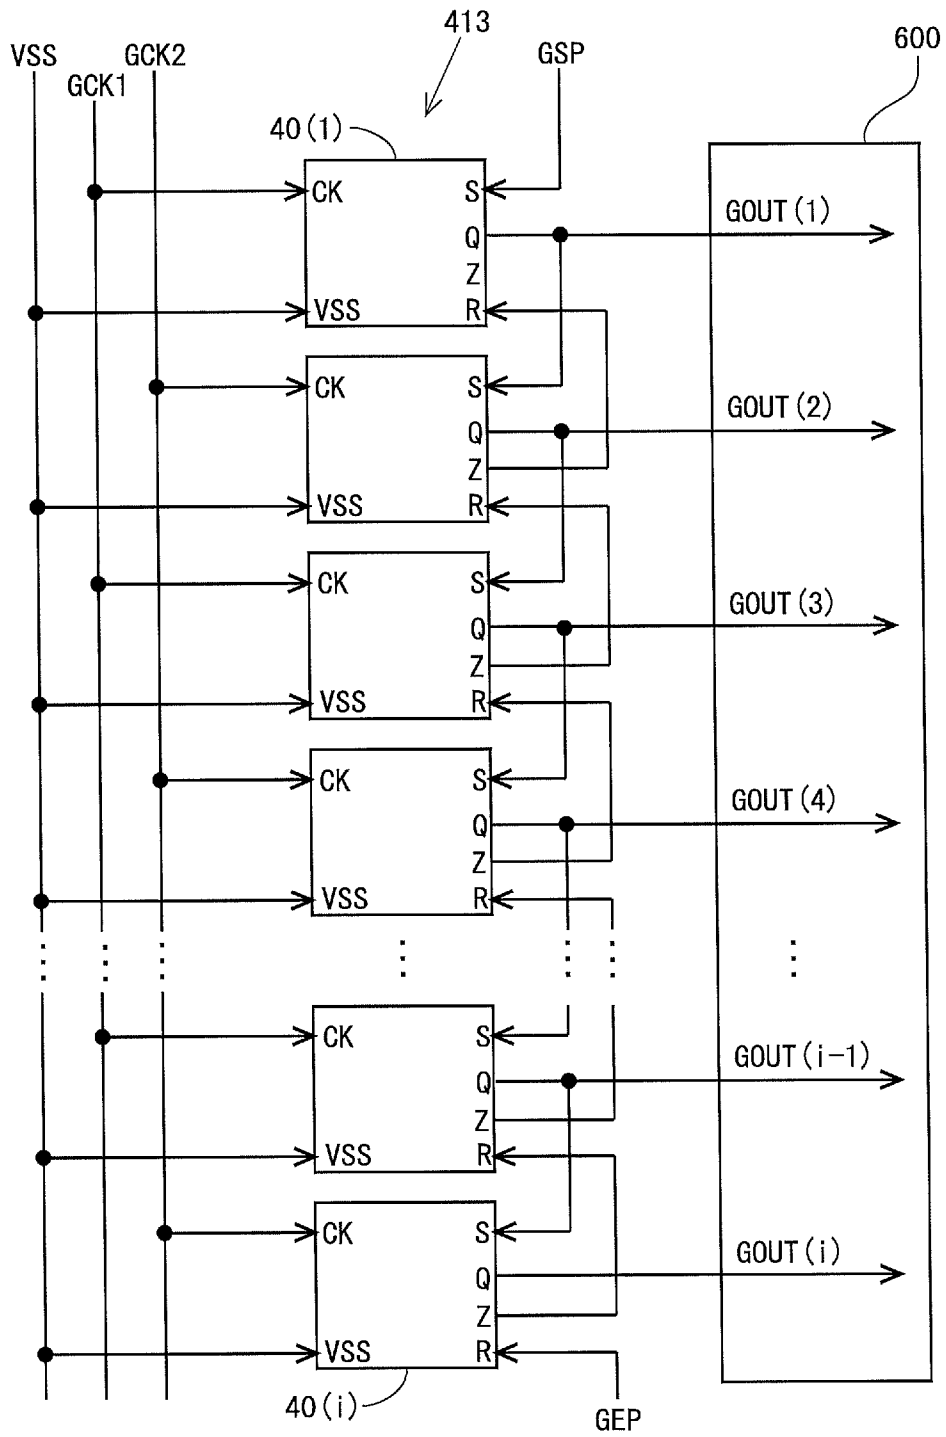 413
600
VSS
GCK2
GSP
GCK1
40(1)
CK
S
GOUT(1)
Q
Z
VSS
R
CK
S
GOUT(2)
Q
Z
VSS
R
CK
S
GOUT(3)
Q
Z
VSS
R
CK
S
GOUT(4)
Q
Z
VSS
R
CK
S
GOUT(i-1)
Q
Z
VSS
R
CK
S
GOUT(i)
Q
Z
VSS
R
40(i)
GEP